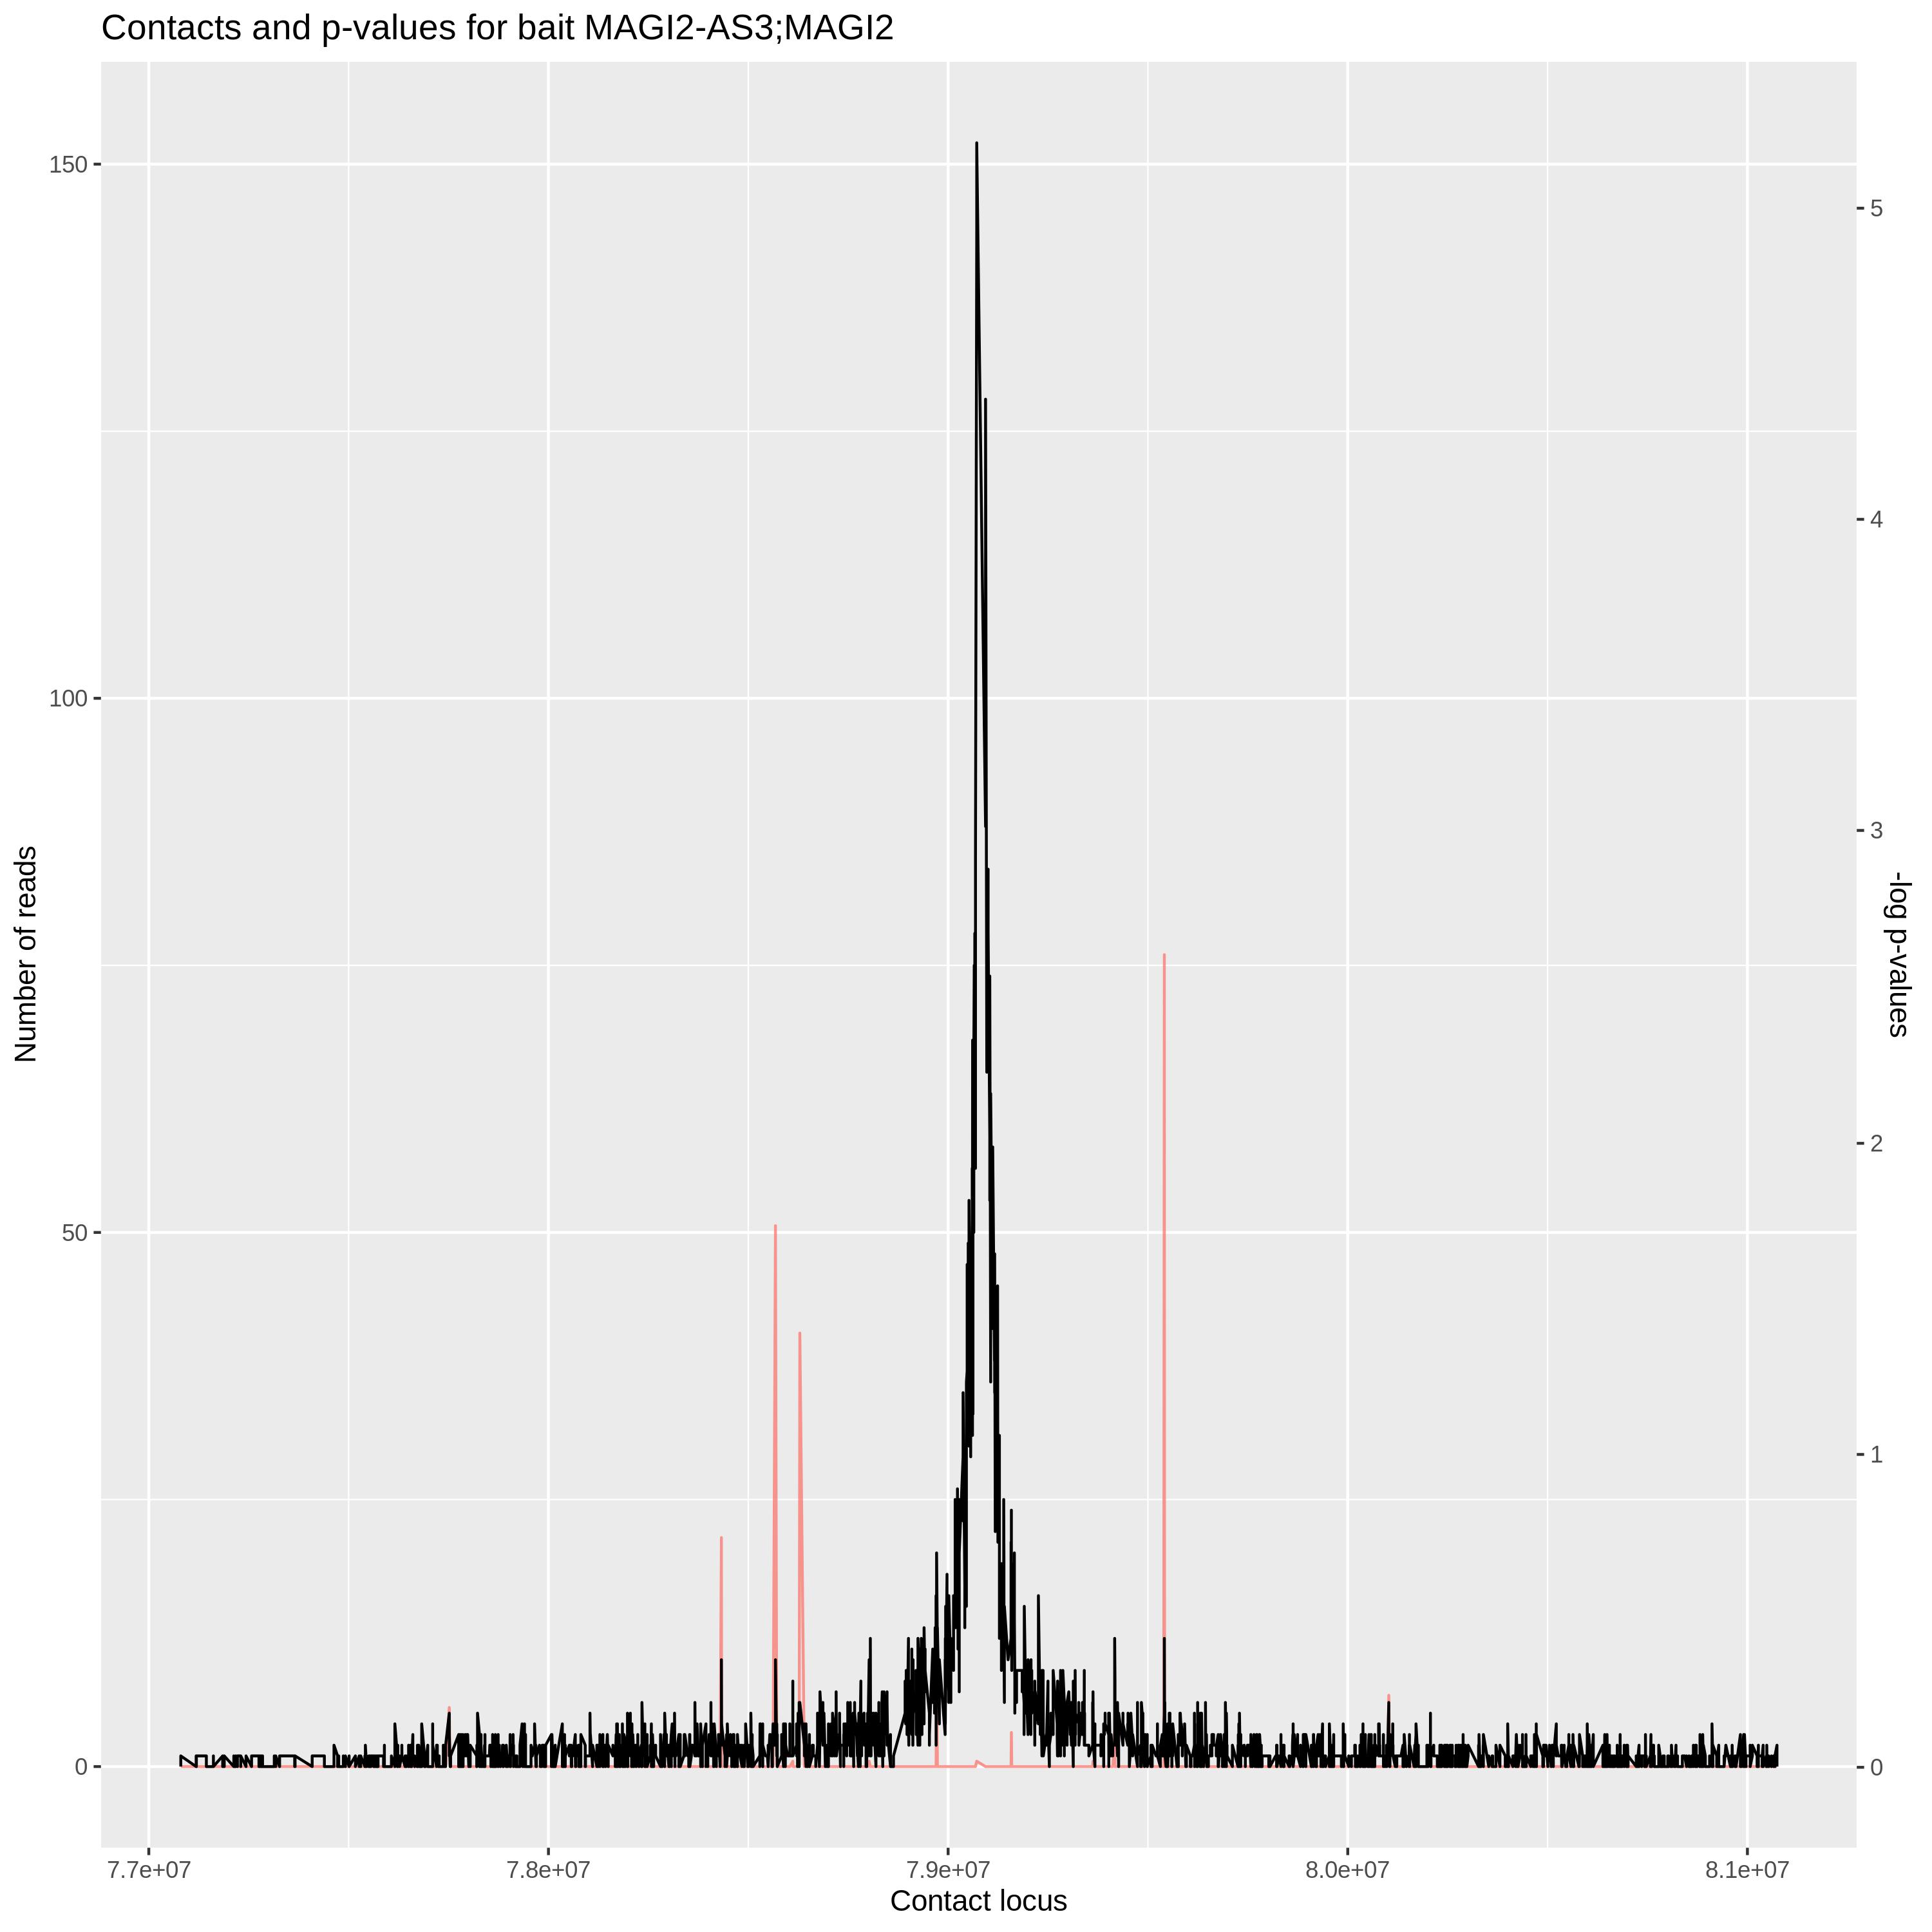 Contacts and p-values for bait MAGI2-AS3;MAGI2
150
100
50
0
Number of reads
5
4
3
2
1
0
-log p-values
7.7e+07
7.8e+07
7.9e+07
8.0e+07
8.1e+07
Contact locus